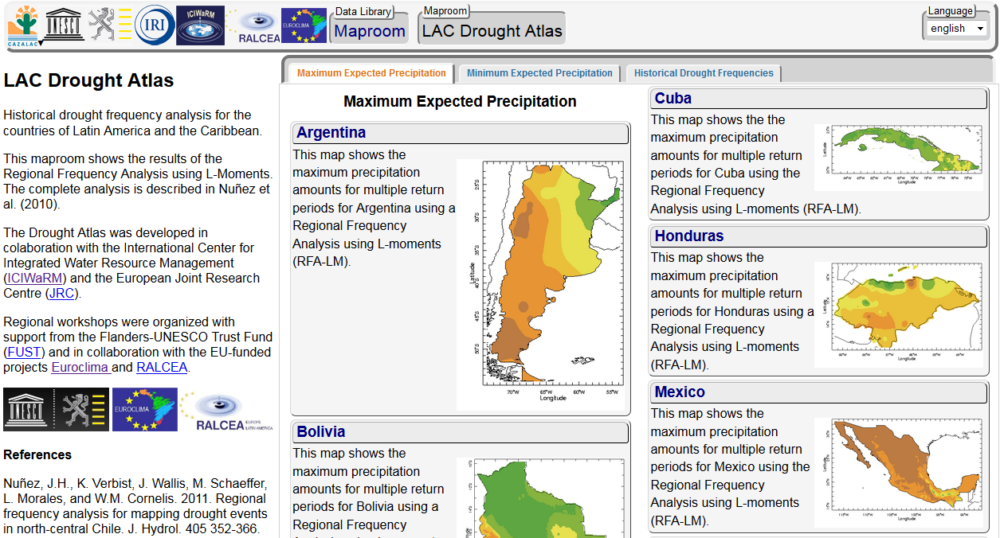 CAZALAC
UNESCO
IRI
ICIWaRM
RALCEA
EUROCLIMA
Data Library
Maproom
Maproom
LAC Drought Atlas
Language
english
LAC Drought Atlas
Historical drought frequency analysis for the
countries of Latin America and the Caribbean.
This maproom shows the results of the
Regional Frequency Analysis using L-Moments.
The complete analysis is described in Nuñez et
al. (2010).
The Drought Atlas was developed in
colaboration with the International Center for
Integrated Water Resource Management
(ICIWaRM) and the European Joint Research
Centre (JRC).
Regional workshops were organized with
support from the Flanders-UNESCO Trust Fund
(FUST) and in collaboration with the EU-funded
projects Euroclima and RALCEA.
UNESCO
EUROCLIMA
RALCEA EUROPE
LATIN AMERICA
References
Nuñez, J.H., K. Verbist, J. Wallis, M. Schaeffer,
L. Morales, and W.M. Cornelis. 2011. Regional
frequency analysis for mapping drought events
in north-central Chile. J. Hydrol. 405 352-366.
Maximum Expected Precipitation
Minimum Expected Precipitation
Historical Drought Frequencies
Maximum Expected Precipitation
Argentina
This map shows the
maximum precipitation
amounts for multiple return
periods for Argentina using a
Regional Frequency
Analysis using L-moments
(RFA-LM).
Latitude
25°S
30°S
35°S
40°S
45°S
50°S
70°W 65°W 60°W 55°W
Longitude
Bolivia
This map shows the
maximum precipitation
amounts for multiple return
periods for Bolivia using a
Regional Frequency
Cuba
This map shows the the
maximum precipitation
amounts for multiple return
periods for Cuba using the
Regional Frequency
Analysis using L-moments (RFA-LM).
Latitude
Longitude
Honduras
This map shows the
maximum precipitation
amounts for multiple return
periods for Honduras using a
Regional Frequency
Analysis using L-moments
(RFA-LM).
Latitude
Longitude
Mexico
This map shows the
maximum precipitation
amounts for multiple return
periods for Mexico using the
Regional Frequency
Analysis using L-moments
(RFA-LM).
Latitude
Longitude